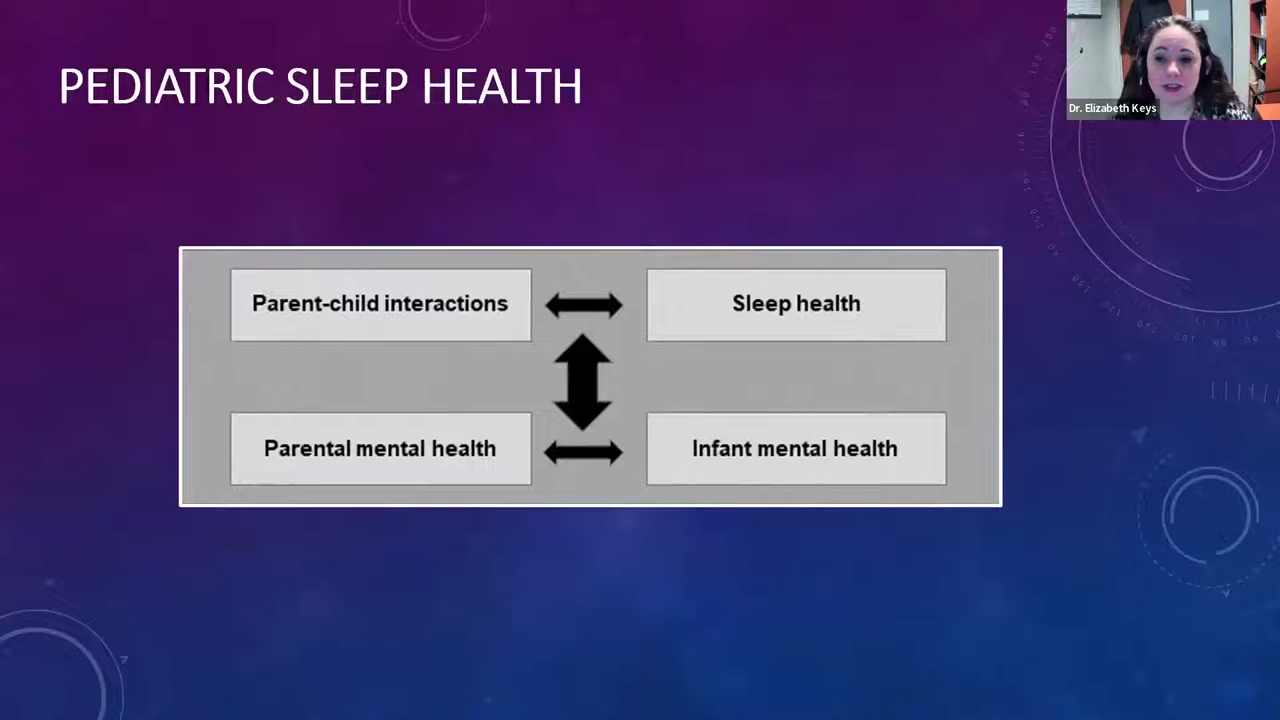 PEDIATRIC SLEEP HEALTH
Dr. Elizabeth Keys
Parent-child interactions
Sleep health
Parental mental health
Infant mental health